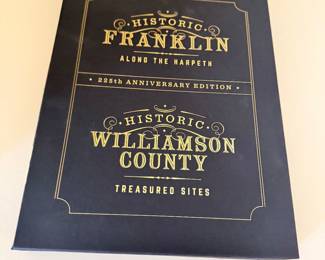 • HISTORIC •
FRANKLIN
ALONG THE HARPETH
• 225th ANNIVERSARY EDITION •
• HISTORIC •
WILLIAMSON
COUNTY
TREASURED SITES